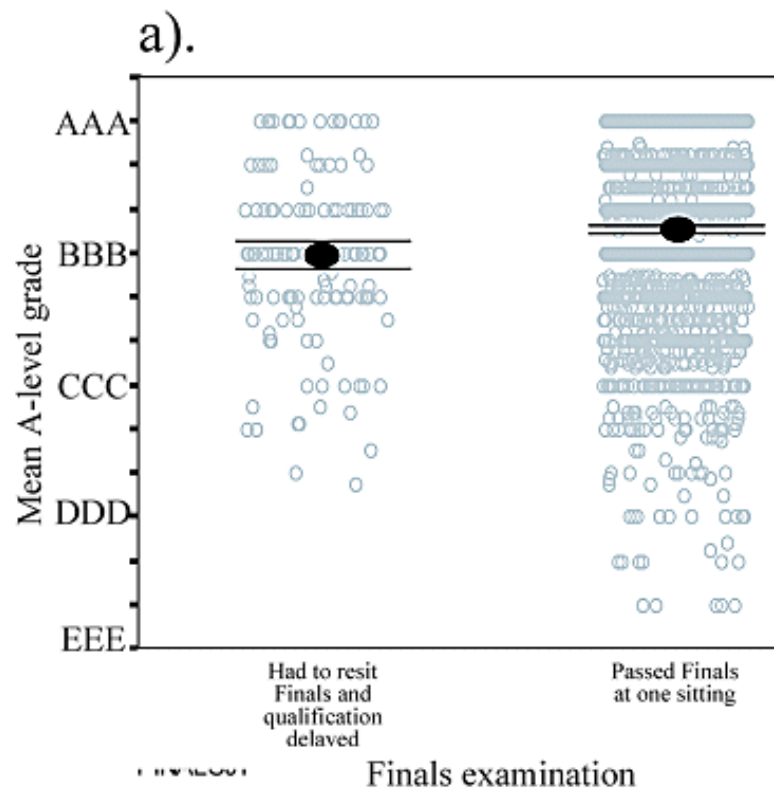 a).
AAA
BBB
CCC
DDD
EEE
Mean A-level grade
Had to resit
Finals and
qualification
delaved
Passed Finals
at one sitting
Finals examination